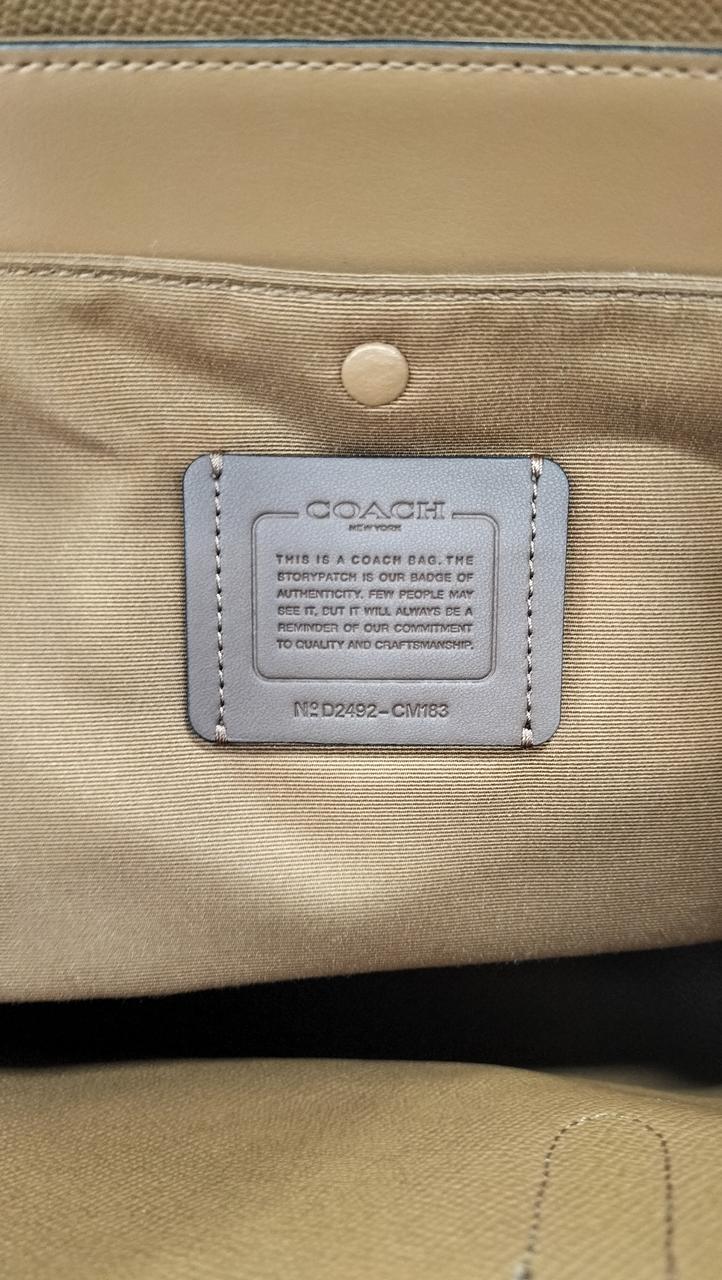 COACH
NEW YORK
THIS IS A COACH BAG. THE
STORYPATCH IS OUR BADGE OF
AUTHENTICITY. FEW PEOPLE MAY
SEE IT, BUT IT WILL ALWAYS BE A
REMINDER OF OUR COMMITMENT
TO QUALITY AND CRAFTSMANSHIP.
Nº D2492-CM183